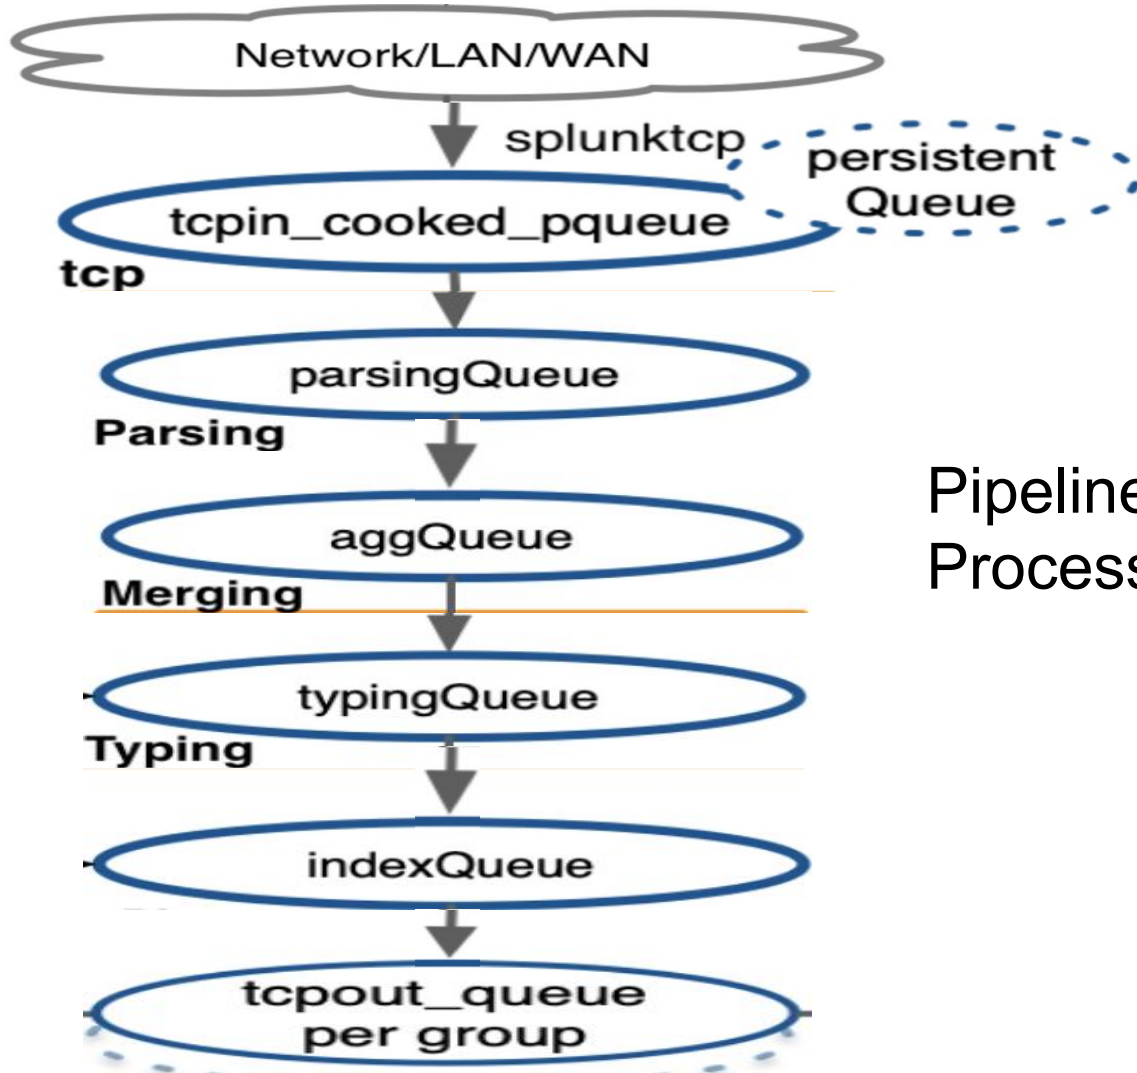 Network/LAN/WAN
splunktcp
persistent
Queue
tcpin_cooked_pqueue
tcp
parsingQueue
Parsing
aggQueue
Merging
Pipeline
Process
typingQueue
Typing
indexQueue
tcpout_queue
per group